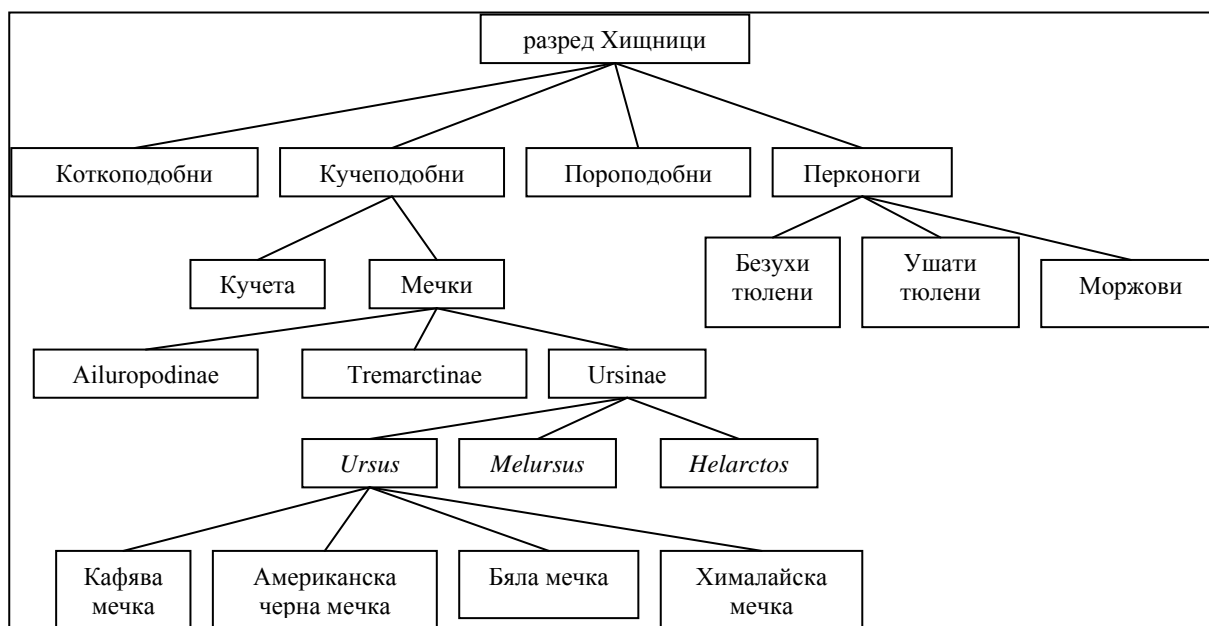 разред Хищници
Коткоподобни
Кучеподобни
Пороподобни
Перконоги
Кучета
Мечки
Безухи
тюлени
Ушати
тюлени
Моржови
Ailuropodinae
Tremarctinae
Ursinae
Ursus
Melursus
Helarctos
Кафява
мечка
Американска
черна мечка
Бяла мечка
Хималайска
мечка